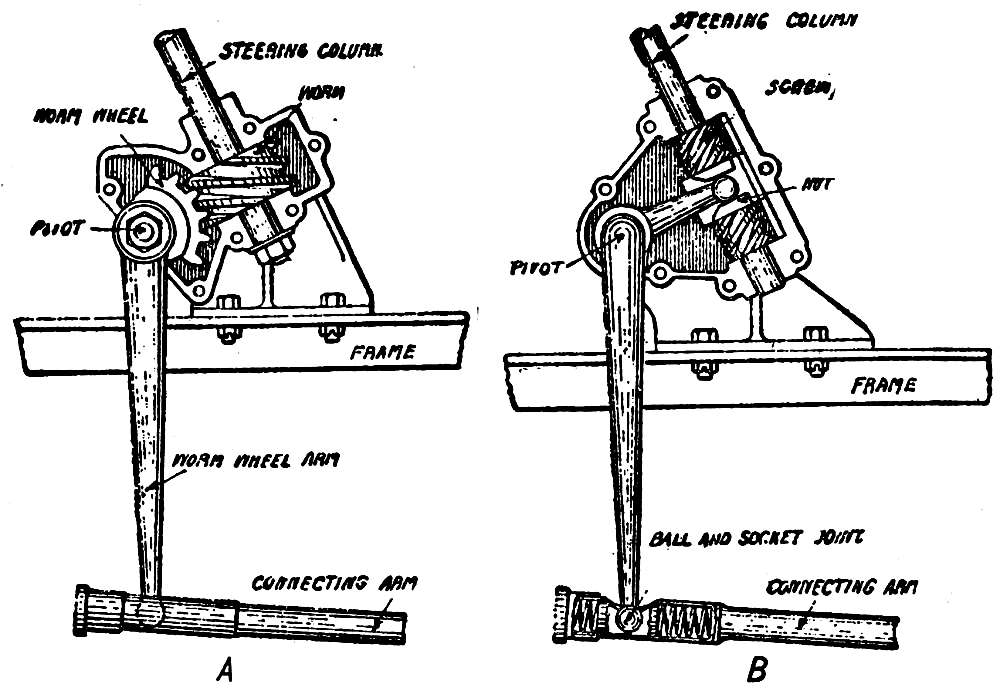 STEERING COLUMN
WORM
WORM WHEEL
PIVOT
FRAME
WORM WHEEL ARM
CONNECTING ARM
A
STEERING COLUMN
SCREW,
NUT
PIVOT
FRAME
BALL AND SOCKET JOINT
CONNECTING ARM
B